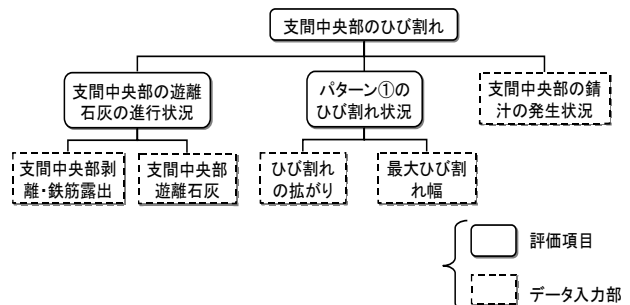 支間中央部のひび割れ
支間中央部の遊離
石灰の進行状況
パターン①の
ひび割れ状況
支間中央部の錆
汁の発生状況
支間中央部剥
離・鉄筋露出
支間中央部
遊離石灰
ひび割れ
の拡がり
最大ひび割
れ幅
評価項目
データ入力部